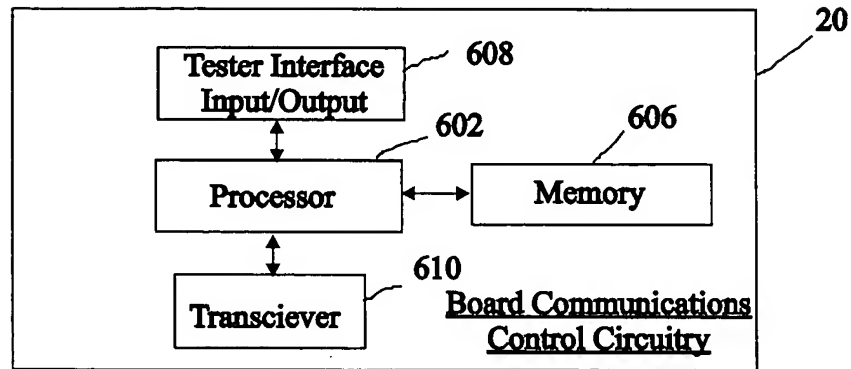 20
608
Tester Interface
Input/Output
602
606
Processor
Memory
610
Transciever
Board Communications
Control Circuitry